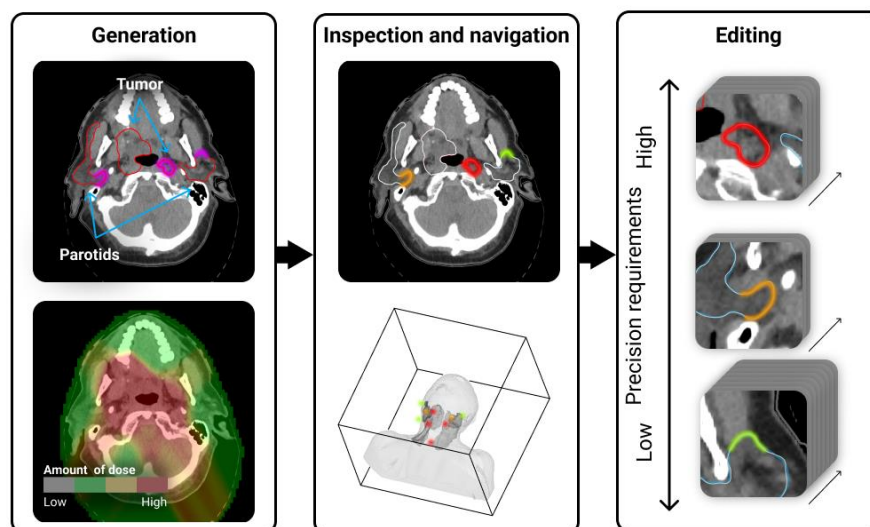 Generation
Tumor
Parotids
Amount of dose
Low
High
Inspection and navigation
Editing
High
Precision requirements
Low